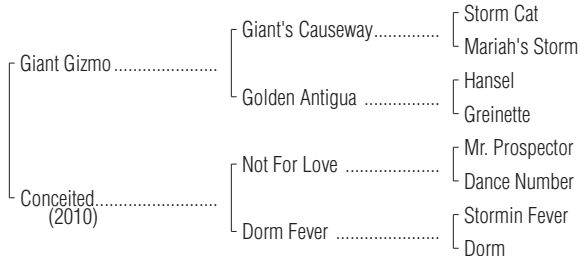 Storm Cat
Giant's Causeway................
Mariah's Storm
Giant Gizmo......................
Hansel
Golden Antigua ..................
Greinette
Mr. Prospector
Not For Love ......................
Dance Number
Conceited..........................
(2010)
Stormin Fever
Dorm Fever ........................
Dorm